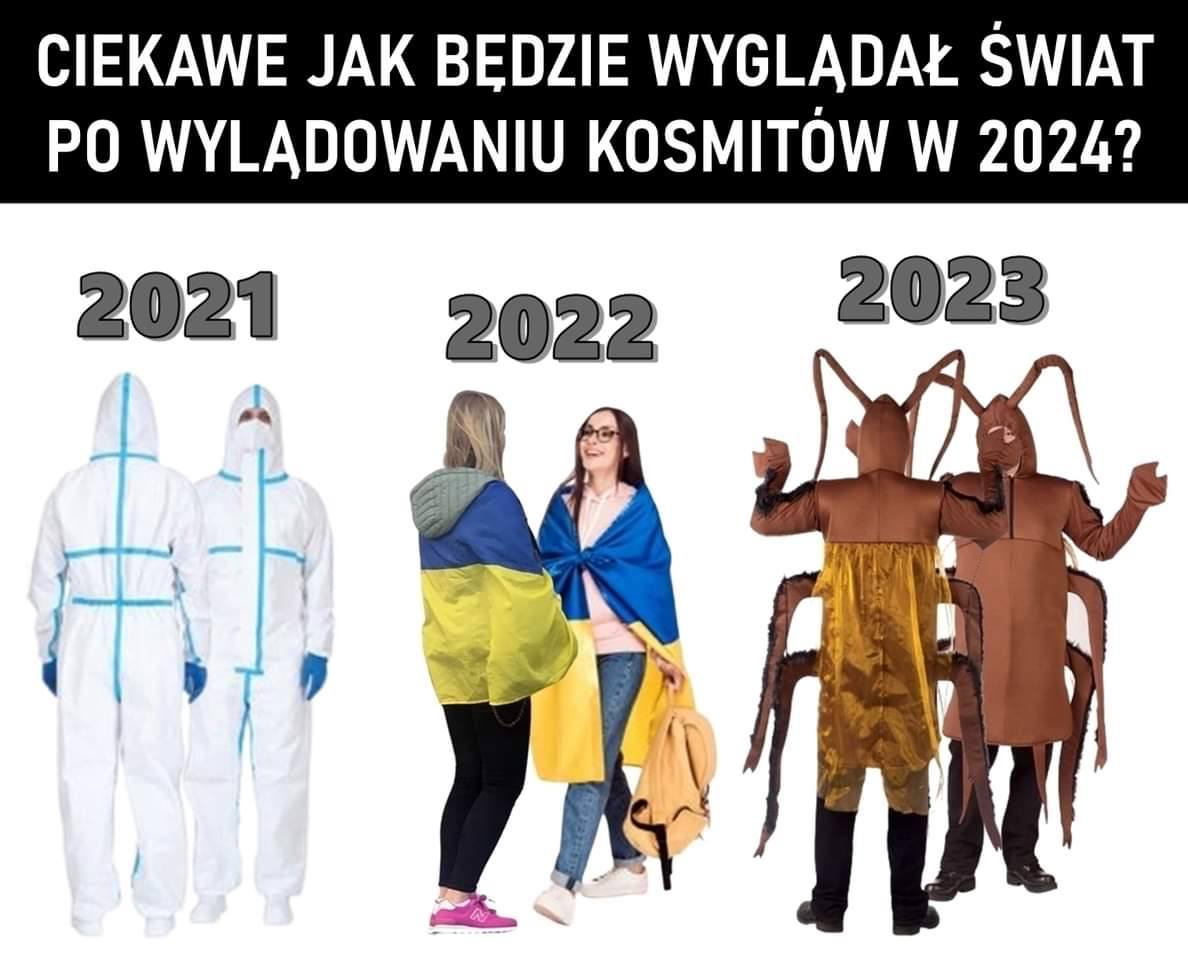 CIEKAWE JAK BĘDZIE WYGLĄDAŁ ŚWIAT
PO WYLĄDOWANIU KOSMITÓW W 2024?
2021
2022
2023
N